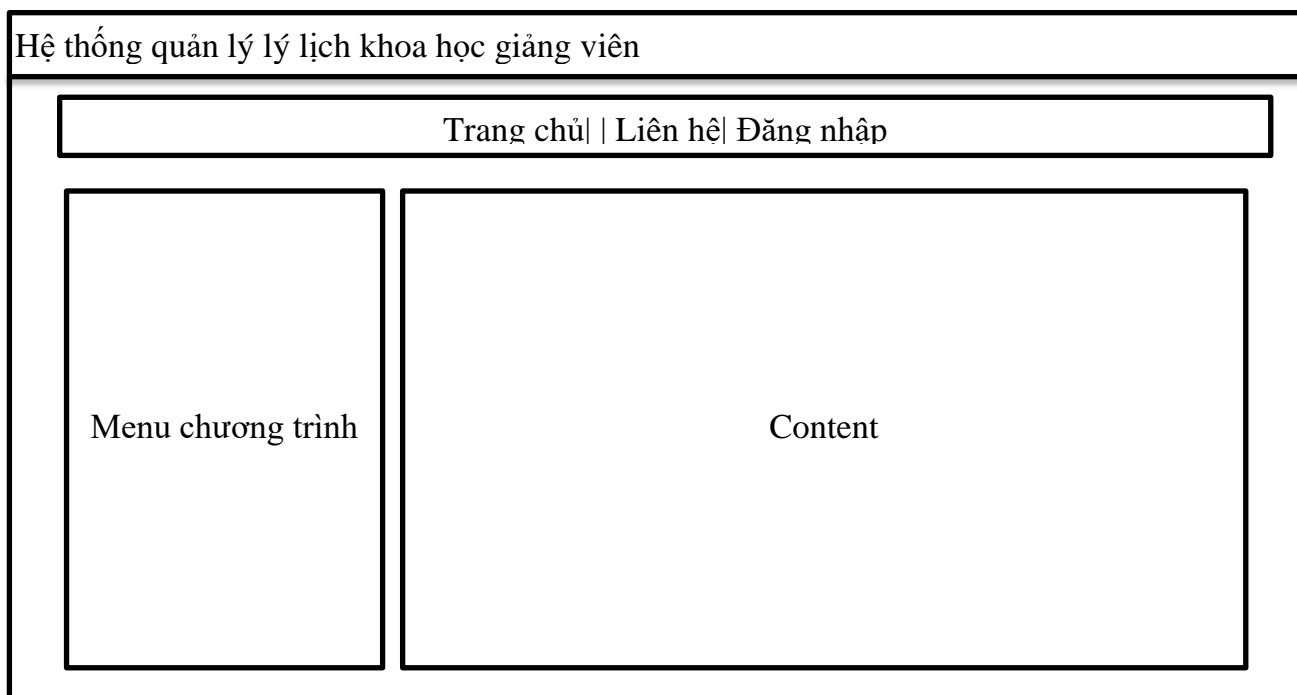 Hệ thống quản lý lý lịch khoa học giảng viên
Trang chủ| | Liên hệ| Đăng nhập
Menu chương trình
Content